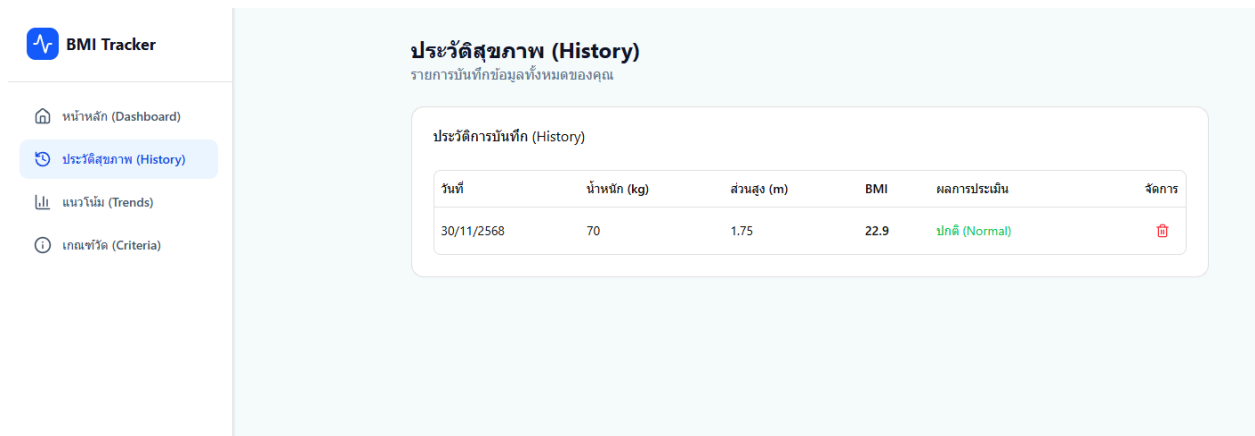 BMI Tracker
หน้าหลัก (Dashboard)
ประวัติสุขภาพ (History)
แนวโน้ม (Trends)
เกณฑ์วัด (Criteria)
ประวัติสุขภาพ (History)
รายการบันทึกข้อมูลทั้งหมดของคุณ
ประวัติการบันทึก (History)
วันที่ น้ำหนัก (kg) ส่วนสูง (m) BMI ผลการประเมิน จัดการ
30/11/2568 70 1.75 22.9 ปกติ (Normal)